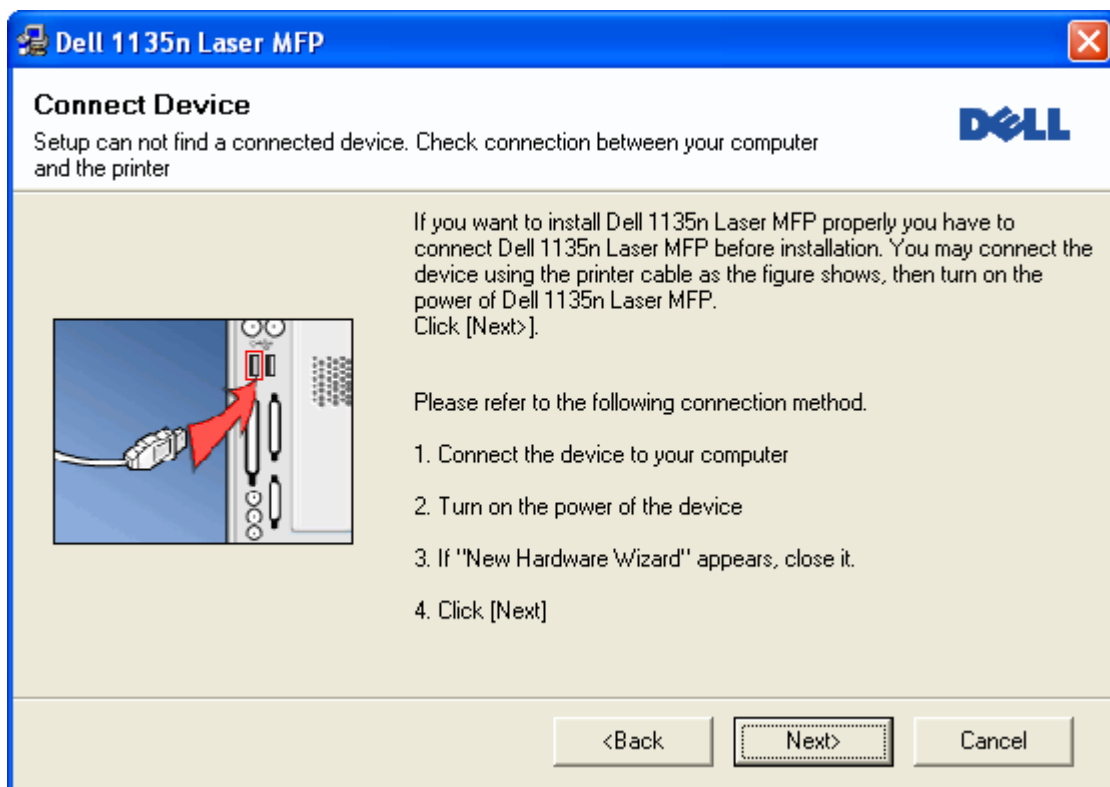 Dell 1135n Laser MFP
Connect Device
Setup can not find a connected device. Check connection between your computer
and the printer
DELL
If you want to install Dell 1135n Laser MFP properly you have to
connect Dell 1135n Laser MFP before installation. You may connect the
device using the printer cable as the figure shows, then turn on the
power of Dell 1135n Laser MFP.
Click [Next>].
Please refer to the following connection method.
1. Connect the device to your computer
2. Turn on the power of the device
3. If "New Hardware Wizard" appears, close it.
4. Click [Next]
<Back
Next>
Cancel